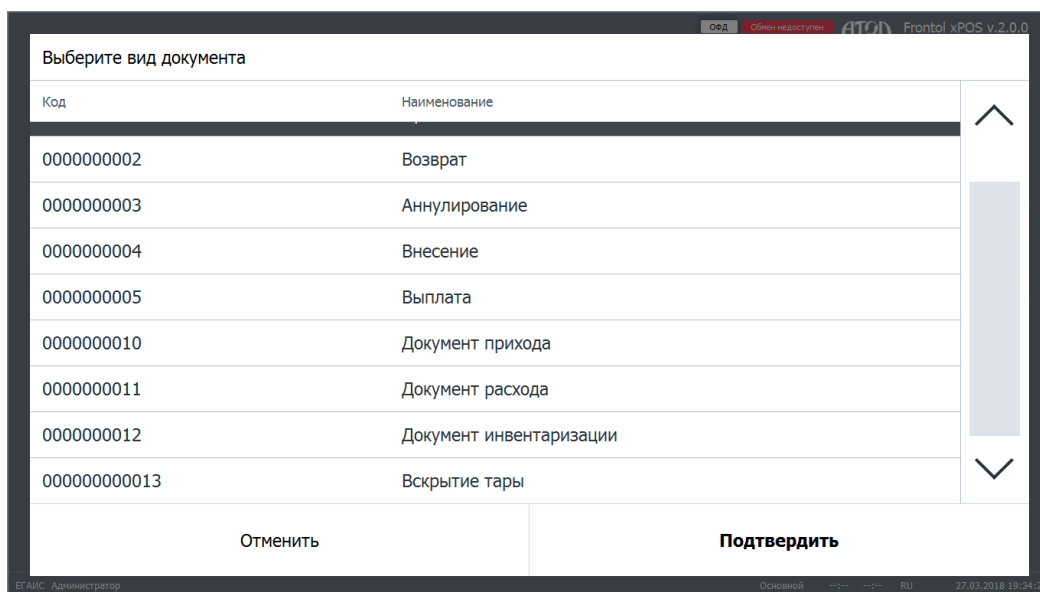 ОФД Обмен недоступен АТОЛ Frontol xPOS v.2.0.0
Выберите вид документа
Код Наименование
0000000002 Возврат
0000000003 Аннулирование
0000000004 Внесение
0000000005 Выплата
0000000010 Документ прихода
0000000011 Документ расхода
0000000012 Документ инвентаризации
000000000013 Вскрытие тары
Отменить Подтвердить
ЕГАИС Администратор Основной --:-- --:-- RU 27.03.2018 19:34:2